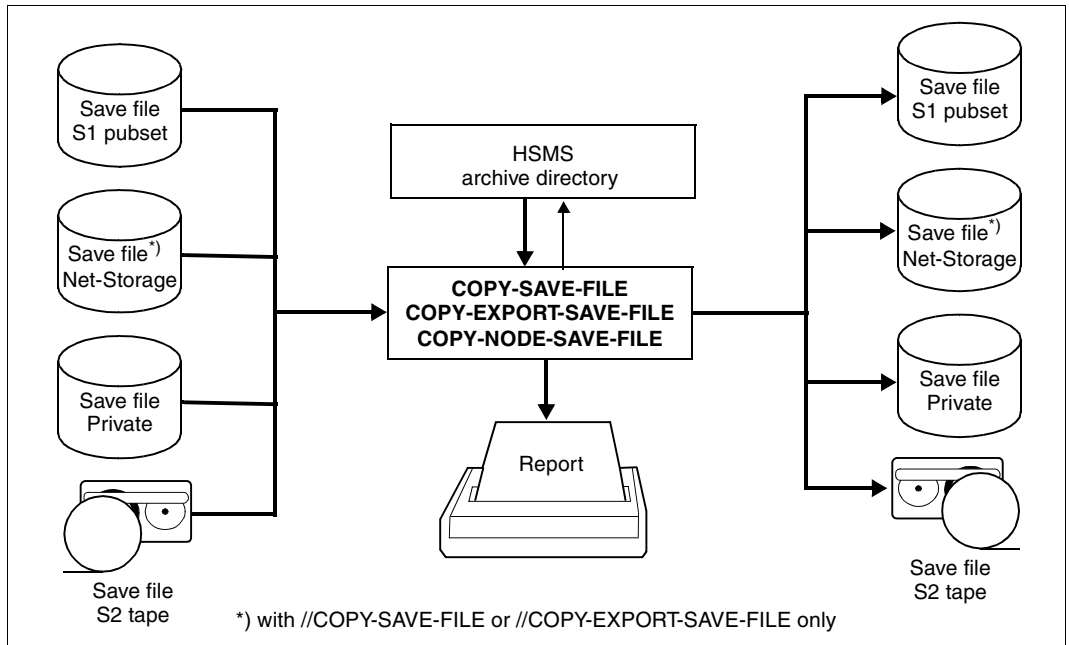 Save file
S1 pubset
Save file*)
Net-Storage
Save file
Private
Save file
S2 tape
HSMS
archive directory
COPY-SAVE-FILE
COPY-EXPORT-SAVE-FILE
COPY-NODE-SAVE-FILE
Report
Save file
S1 pubset
Save file*)
Net-Storage
Save file
Private
Save file
S2 tape
*) with //COPY-SAVE-FILE or //COPY-EXPORT-SAVE-FILE only